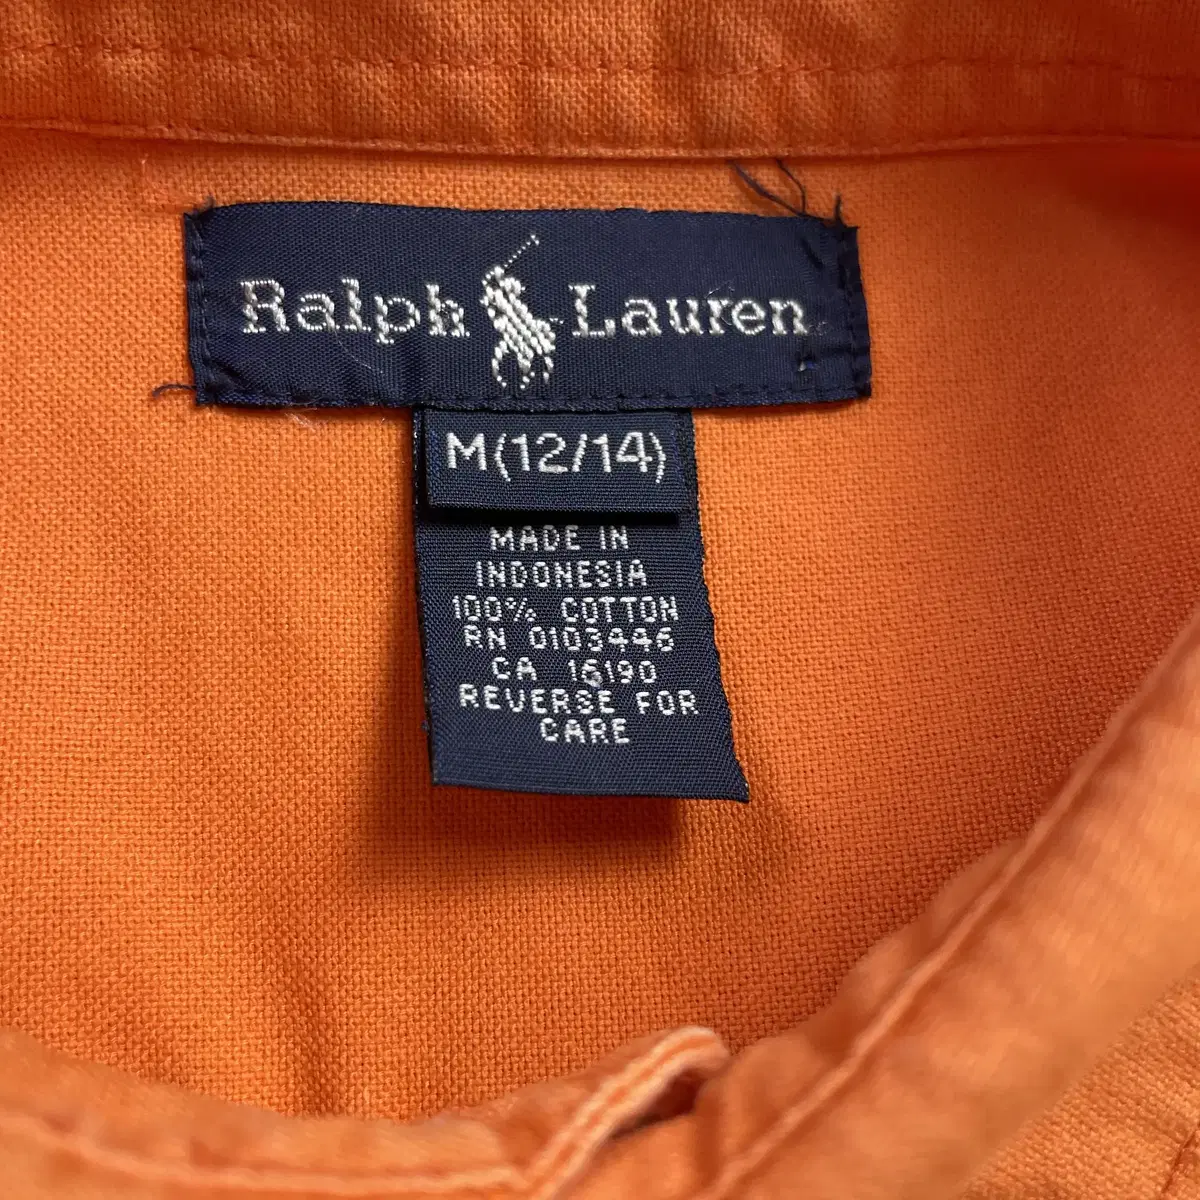 Ralph Lauren
M(12/14)
MADE IN
INDONESIA
100% COTTON
RN 0103446
CA 16190
REVERSE FOR
CARE